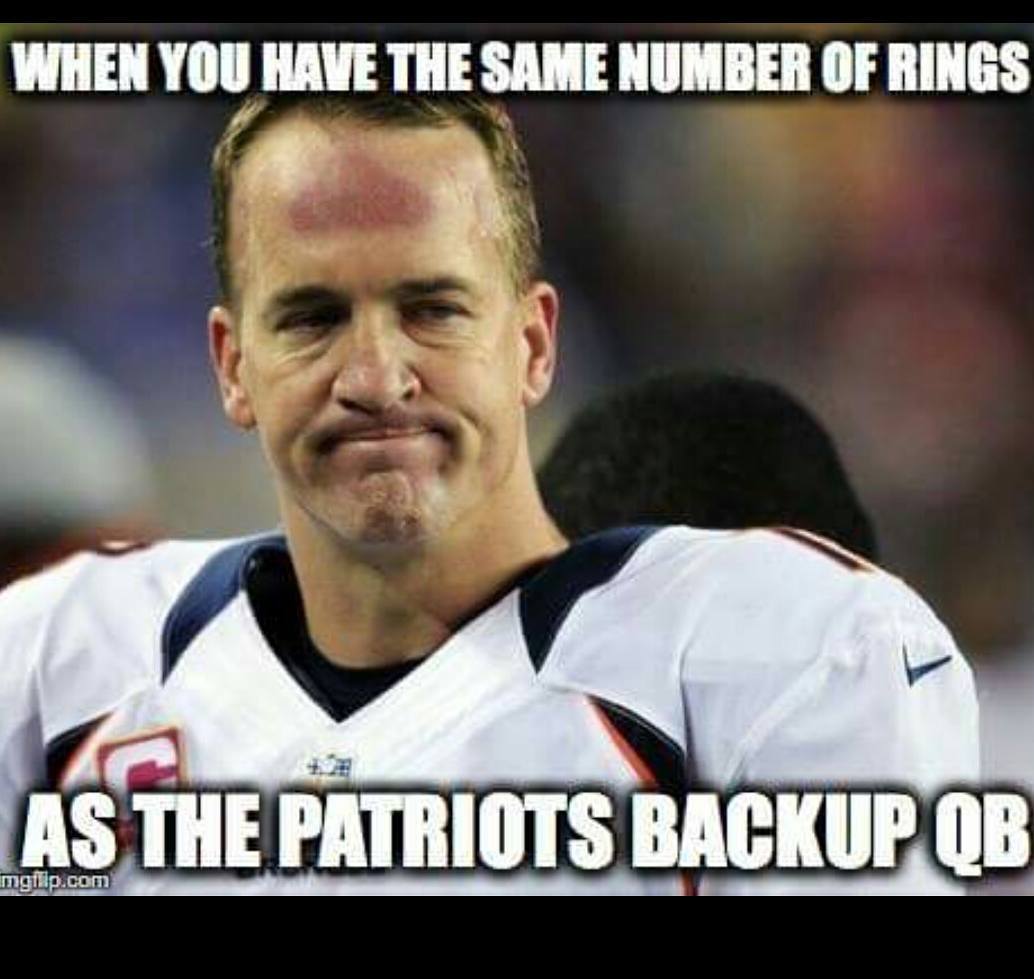 WHEN YOU HAVE THE SAME NUMBER OF RINGS
AS THE PATRIOTS BACKUP QB
imgflip.com